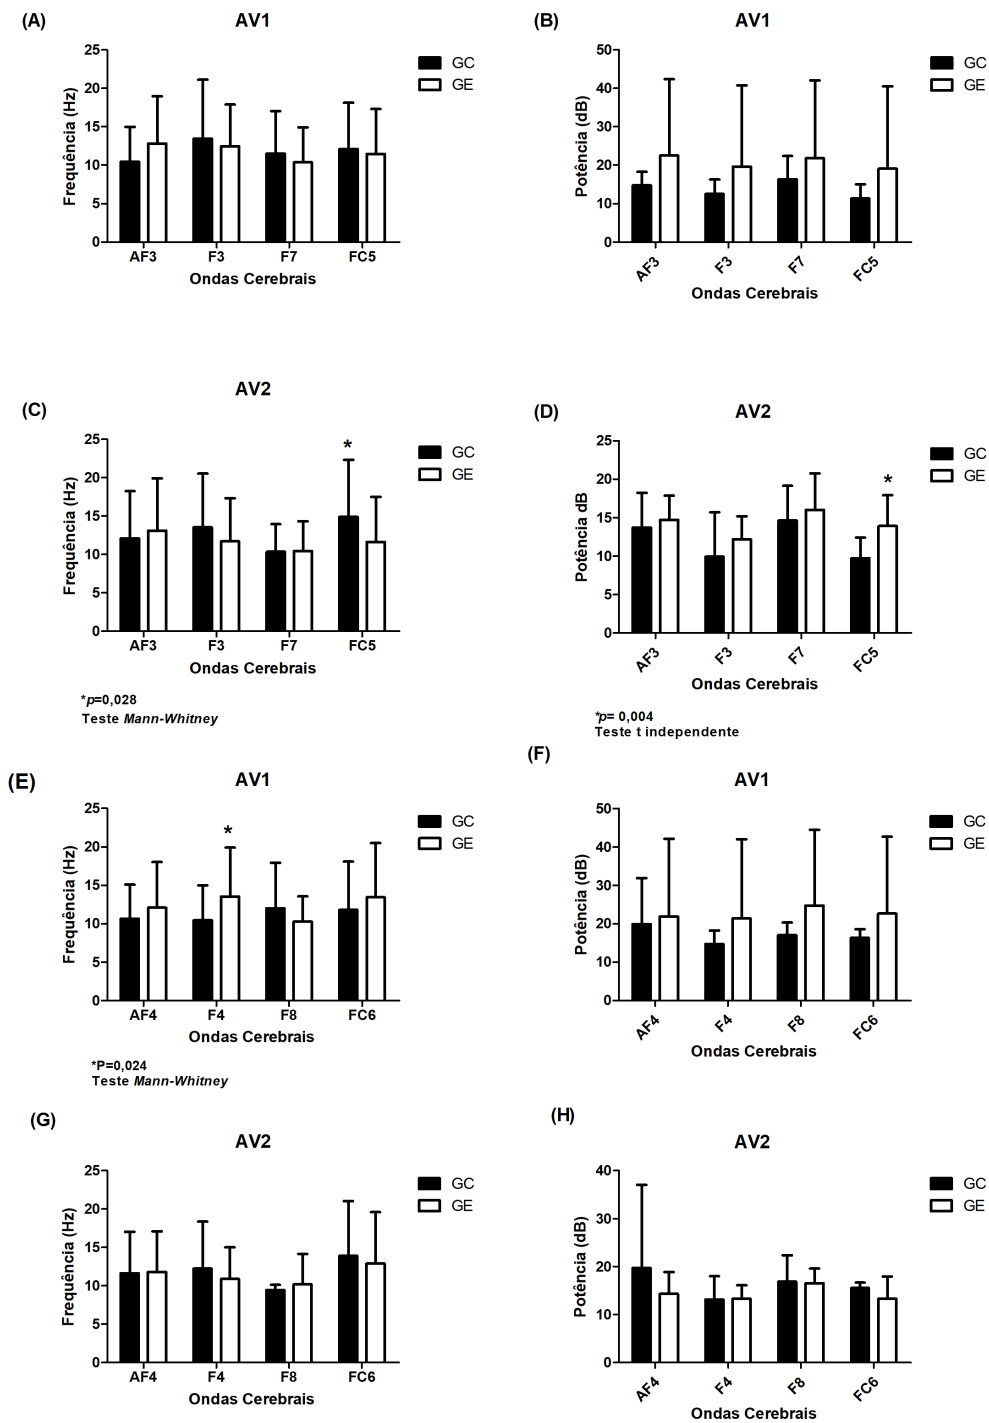 (A)
AV1
25
20
15
10
5
0
Frequência (Hz)
AF3 F3 F7 FC5
Ondas Cerebrais
GC
GE
(B)
AV1
50
40
30
20
10
0
Potência (dB)
AF3 F3 F7 FC5
Ondas Cerebrais
GC
GE
(C)
AV2
25
20
15
10
5
0
Frequência (Hz)
*
AF3 F3 F7 FC5
Ondas Cerebrais
GC
GE
*p=0,028
Teste Mann-Whitney
(D)
AV2
25
20
15
10
5
0
Potência dB
*
AF3 F3 F7 FC5
Ondas Cerebrais
GC
GE
*p= 0,004
Teste t independente
(E)
AV1
25
20
15
10
5
0
Frequência (Hz)
*
AF4 F4 F8 FC6
Ondas Cerebrais
GC
GE
*P=0,024
Teste Mann-Whitney
(F)
AV1
50
40
30
20
10
0
Potência (dB)
AF4 F4 F8 FC6
Ondas Cerebrais
GC
GE
(G)
AV2
25
20
15
10
5
0
Frequência (Hz)
AF4 F4 F8 FC6
Ondas Cerebrais
GC
GE
(H)
AV2
40
30
20
10
0
Potência (dB)
AF4 F4 F8 FC6
Ondas Cerebrais
GC
GE